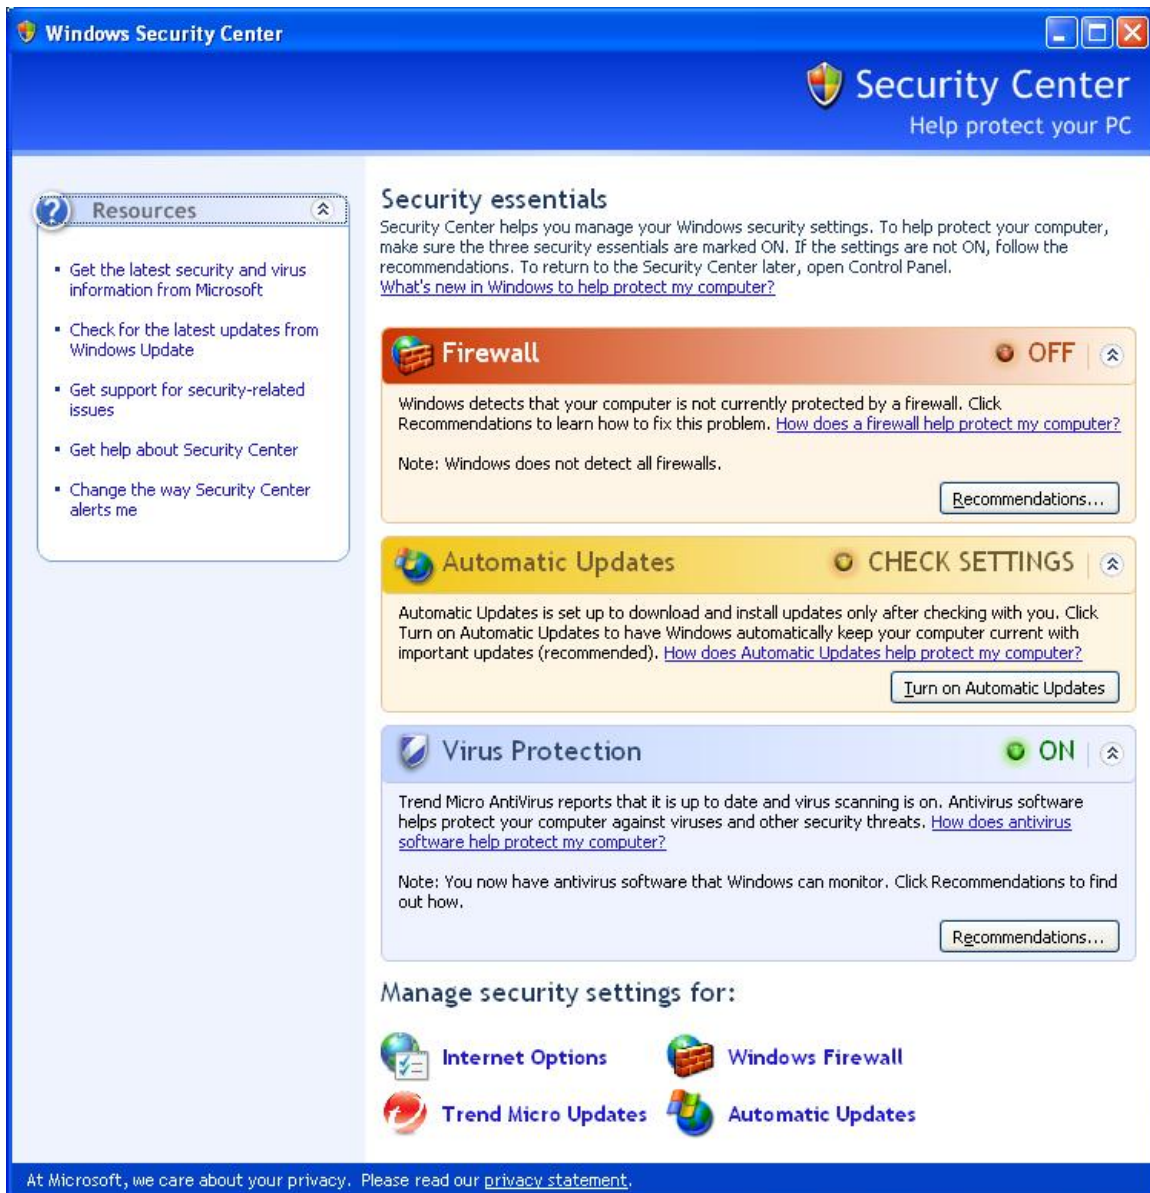 Windows Security Center
Security Center
Help protect your PC
Resources
Get the latest security and virus
information from Microsoft
Check for the latest updates from
Windows Update
Get support for security-related
issues
Get help about Security Center
Change the way Security Center
alerts me
Security essentials
Security Center helps you manage your Windows security settings. To help protect your computer,
make sure the three security essentials are marked ON. If the settings are not ON, follow the
recommendations. To return to the Security Center later, open Control Panel.
What's new in Windows to help protect my computer?
Firewall OFF
Windows detects that your computer is not currently protected by a firewall. Click
Recommendations to learn how to fix this problem. How does a firewall help protect my computer?
Note: Windows does not detect all firewalls.
Recommendations...
Automatic Updates CHECK SETTINGS
Automatic Updates is set up to download and install updates only after checking with you. Click
Turn on Automatic Updates to have Windows automatically keep your computer current with
important updates (recommended). How does Automatic Updates help protect my computer?
Turn on Automatic Updates
Virus Protection ON
Trend Micro AntiVirus reports that it is up to date and virus scanning is on. Antivirus software
helps protect your computer against viruses and other security threats. How does antivirus
software help protect my computer?
Note: You now have antivirus software that Windows can monitor. Click Recommendations to find
out how.
Recommendations...
Manage security settings for:
Internet Options Windows Firewall
Trend Micro Updates Automatic Updates
At Microsoft, we care about your privacy. Please read our privacy statement.